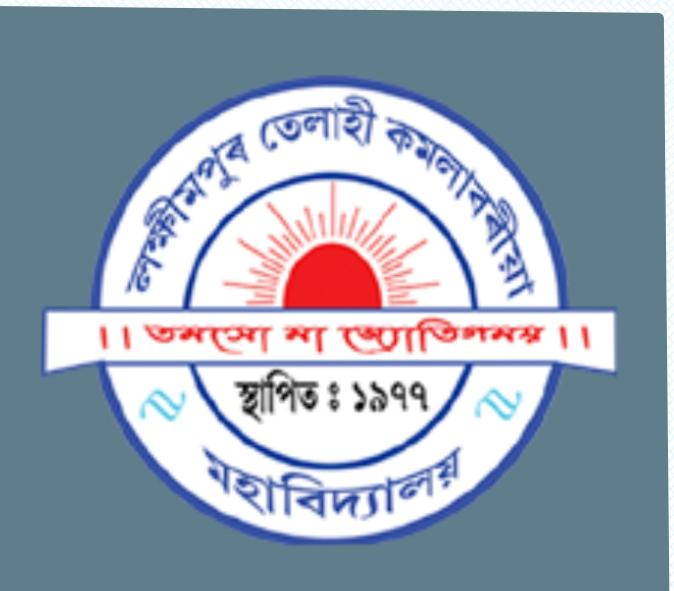 লক্ষীমপুৰ তেলাহী কমলাবৰীয়া
।। তমসো মা জ্যোতিগময় ।।
স্থাপিত ঃ ১৯৭৭
মহাবিদ্যালয়